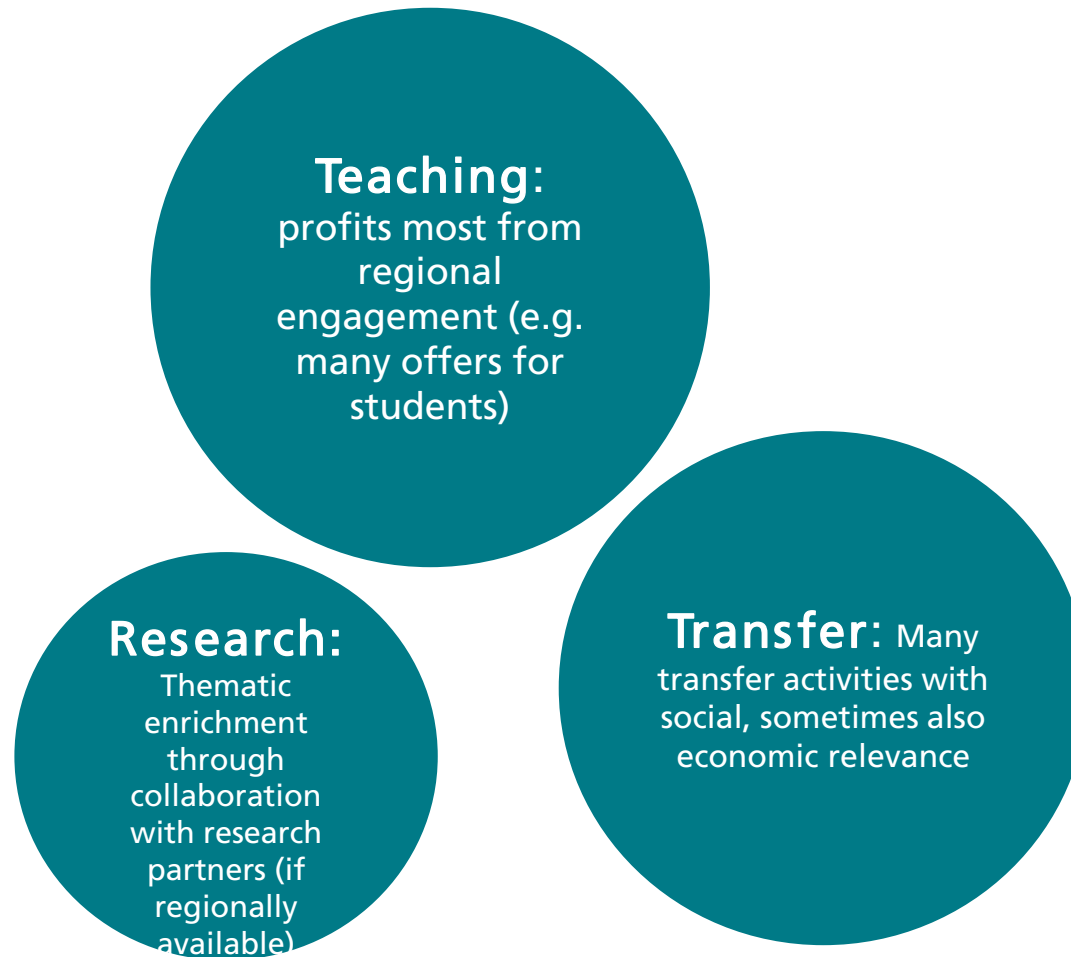 Teaching:
profits most from
regional
engagement (e.g.
many offers for
students)
Research:
Thematic
enrichment
through
collaboration
with research
partners (if
regionally
available)
Transfer: Many
transfer activities with
social, sometimes also
economic relevance